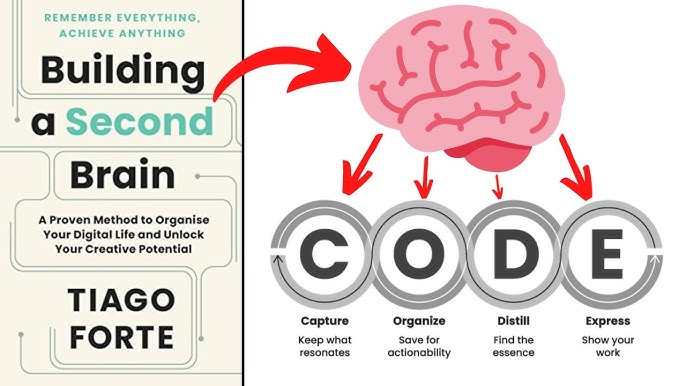 REMEMBER EVERYTHING,
ACHIEVE ANYTHING
Building
a Second
Brain
A Proven Method to Organise
Your Digital Life and Unlock
Your Creative Potential
TIAGO
FORTE
C O D E
Capture
Keep what
resonates
Organize
Save for
actionability
Distill
Find the
essence
Express
Show your
work